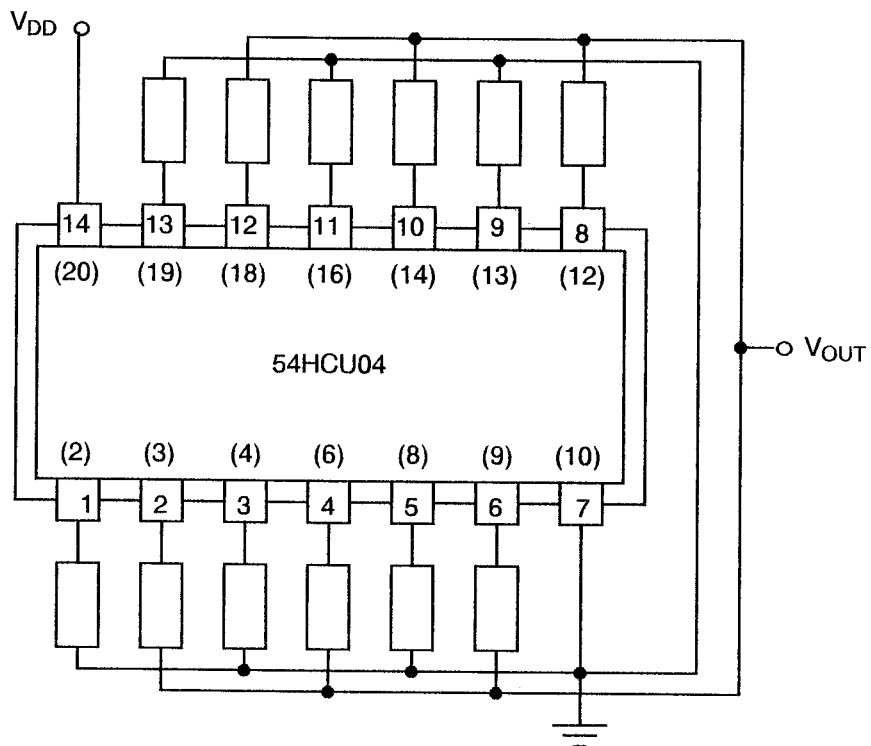 VDD
14 13 12 11 10 9 8
(20) (19) (18) (16) (14) (13) (12)
VOUT
54HCU04
(2) (3) (4) (6) (8) (9) (10)
1 2 3 4 5 6 7